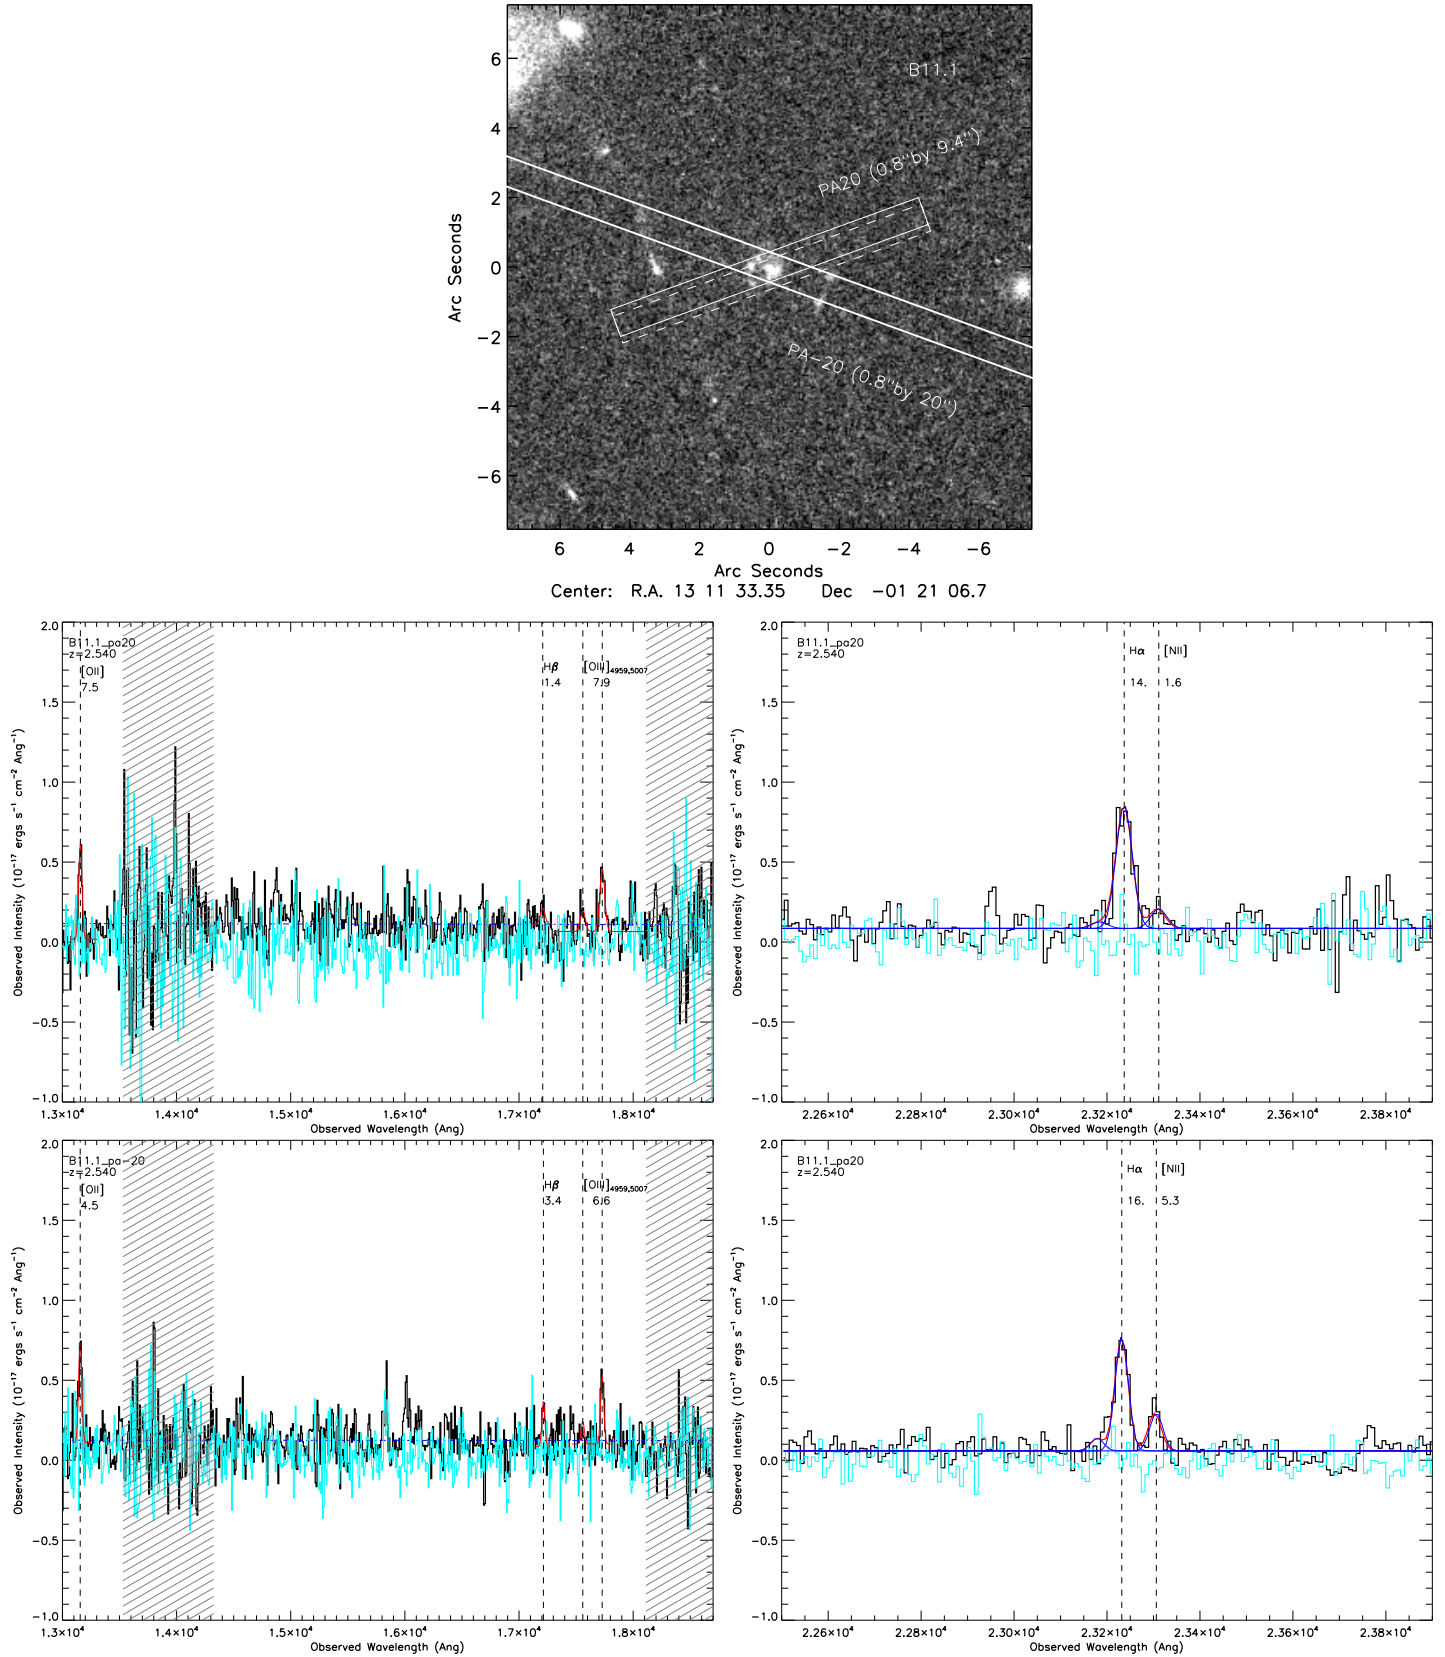 B11.1
PA20 (0.8"by 9.4")
PA-20 (0.8"by 20")
Arc Seconds
6
4
2
0
-2
-4
-6
6 4 2 0 -2 -4 -6
Arc Seconds
Center: R.A. 13 11 33.35 Dec -01 21 06.7
B11.1_pa20
z=2.540
[OII]
7.5
Hβ
1.4
[OIII]4959,5007
7.9
Observed Intensity (10⁻¹⁷ ergs s⁻¹ cm⁻² Ang⁻¹)
2.0
1.5
1.0
0.5
0.0
-0.5
-1.0
1.3×10⁴ 1.4×10⁴ 1.5×10⁴ 1.6×10⁴ 1.7×10⁴ 1.8×10⁴
Observed Wavelength (Ang)
B11.1_pa20
z=2.540
Hα [NII]
14. 1.6
Observed Intensity (10⁻¹⁷ ergs s⁻¹ cm⁻² Ang⁻¹)
2.0
1.5
1.0
0.5
0.0
-0.5
-1.0
2.26×10⁴ 2.28×10⁴ 2.30×10⁴ 2.32×10⁴ 2.34×10⁴ 2.36×10⁴ 2.38×10⁴
Observed Wavelength (Ang)
B11.1_pa-20
z=2.540
[OII]
4.5
Hβ
3.4
[OIII]4959,5007
6.6
Observed Intensity (10⁻¹⁷ ergs s⁻¹ cm⁻² Ang⁻¹)
2.0
1.5
1.0
0.5
0.0
-0.5
-1.0
1.3×10⁴ 1.4×10⁴ 1.5×10⁴ 1.6×10⁴ 1.7×10⁴ 1.8×10⁴
Observed Wavelength (Ang)
B11.1_pa20
z=2.540
Hα [NII]
16. 5.3
Observed Intensity (10⁻¹⁷ ergs s⁻¹ cm⁻² Ang⁻¹)
2.0
1.5
1.0
0.5
0.0
-0.5
-1.0
2.26×10⁴ 2.28×10⁴ 2.30×10⁴ 2.32×10⁴ 2.34×10⁴ 2.36×10⁴ 2.38×10⁴
Observed Wavelength (Ang)